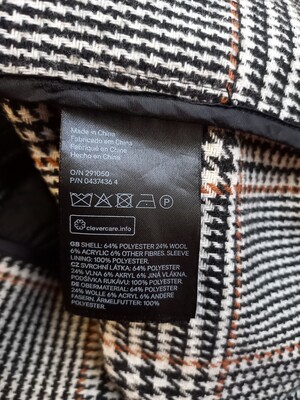 Made in China
Fabricado em China
Fabriqué en Chine
Hecho en China
O/N 291050
P/N 0437436 4
P
clevercare.info
GB SHELL: 64% POLYESTER 24% WOOL
6% ACRYLIC 6% OTHER FIBRES. SLEEVE
LINING: 100% POLYESTER.
CZ SVRCHNÍ LÁTKA: 64% POLYESTER
24% VLNA 6% AKRYL 6% JINÁ VLÁKNA,
PODŠÍVKA RUKÁVU: 100% POLYESTER.
DE OBERMATERIAL: 64% POLYESTER
24% WOLLE 6% ACRYL 6% ANDERE
FASERN. ÄRMELFUTTER: 100%
POLYESTER.